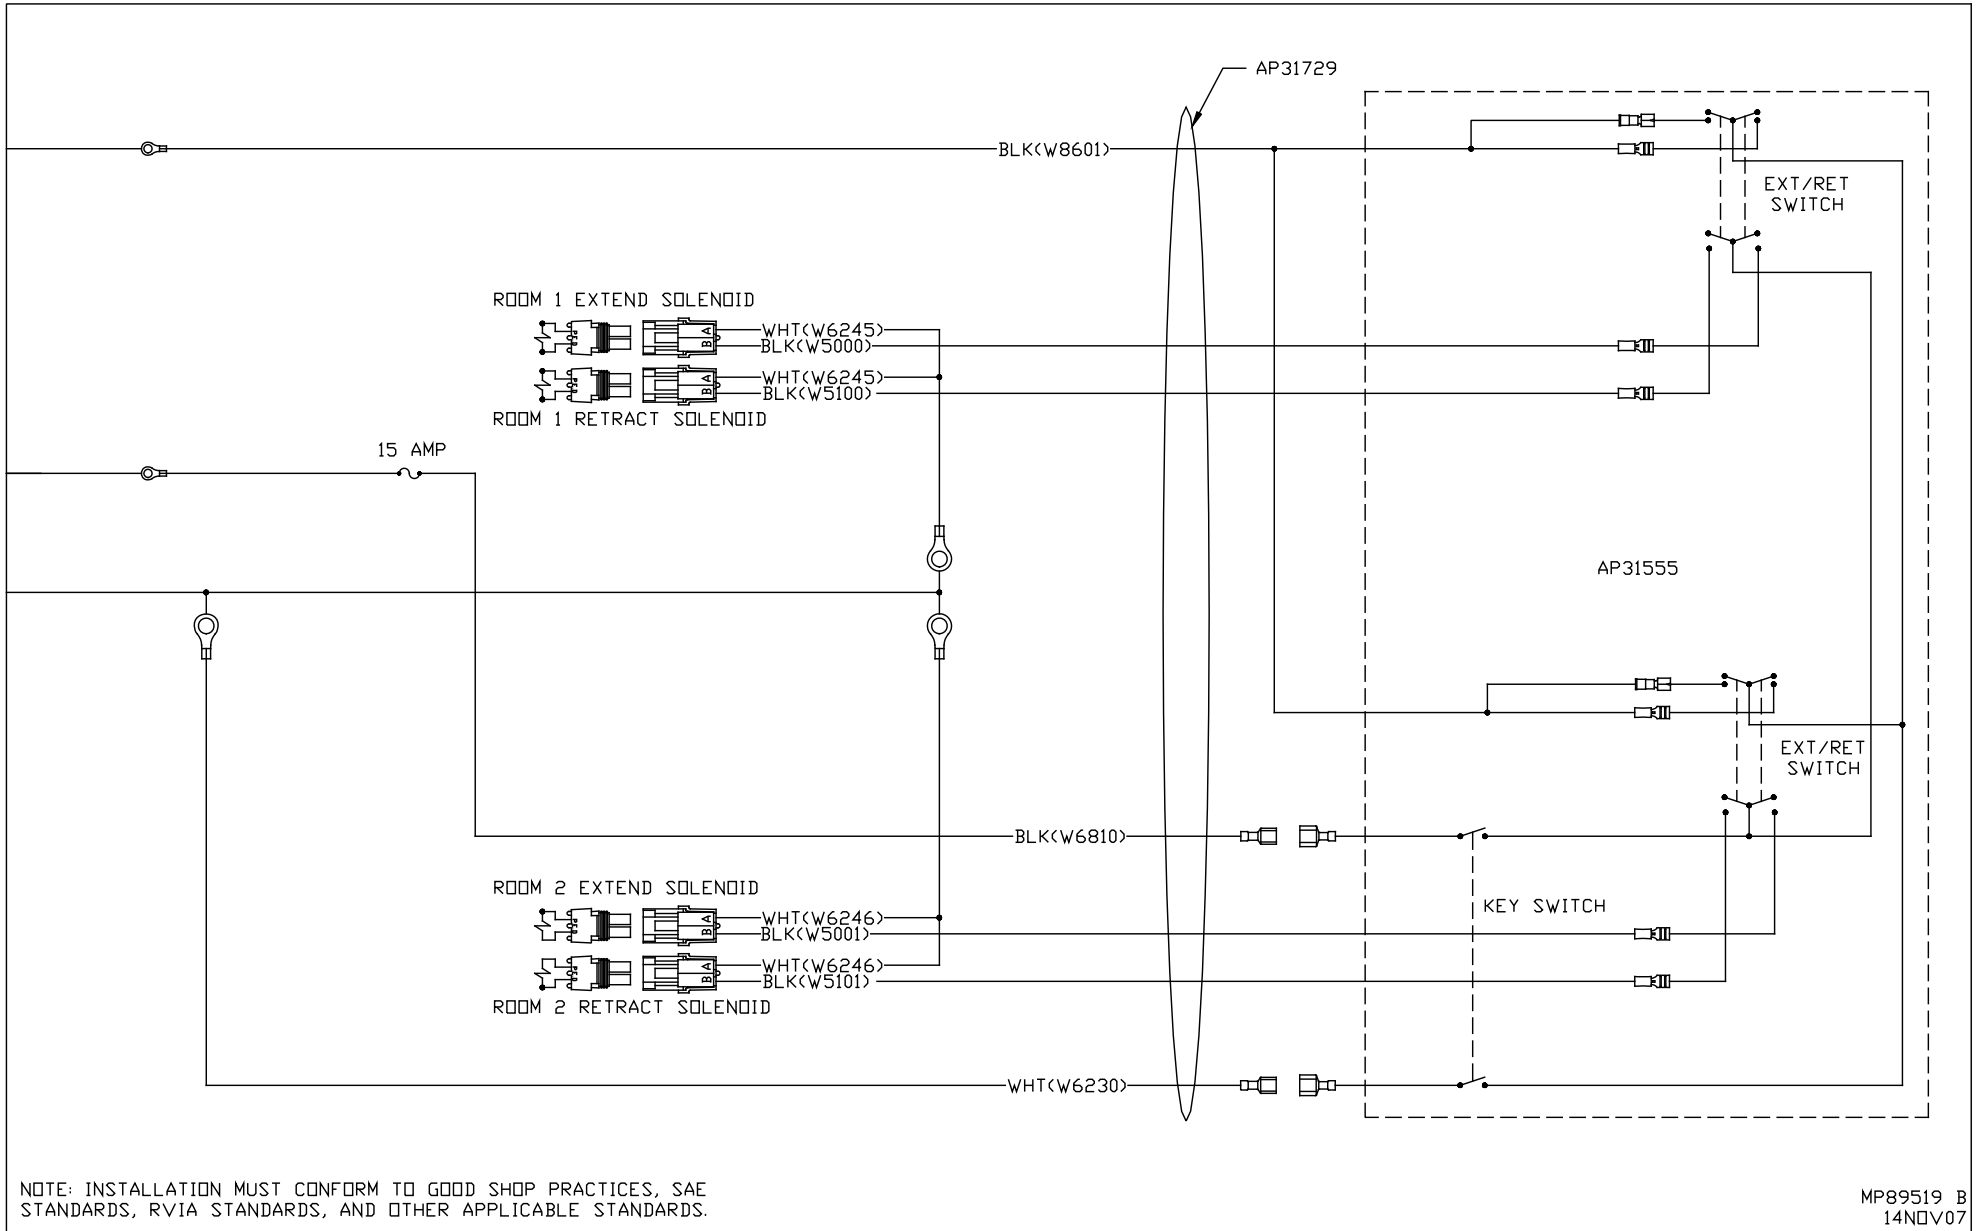 AP31729
BLK(W8601)
EXT/RET
SWITCH
ROOM 1 EXTEND SOLENOID
A
B
WHT(W6245)
BLK(W5000)
A
B
WHT(W6245)
BLK(W5100)
ROOM 1 RETRACT SOLENOID
15 AMP
AP31555
EXT/RET
SWITCH
BLK(W6810)
ROOM 2 EXTEND SOLENOID
A
B
WHT(W6246)
BLK(W5001)
KEY SWITCH
A
B
WHT(W6246)
BLK(W5101)
ROOM 2 RETRACT SOLENOID
WHT(W6230)
NOTE: INSTALLATION MUST CONFORM TO GOOD SHOP PRACTICES, SAE
STANDARDS, RVIA STANDARDS, AND OTHER APPLICABLE STANDARDS.
MP89519 B
14NOV07